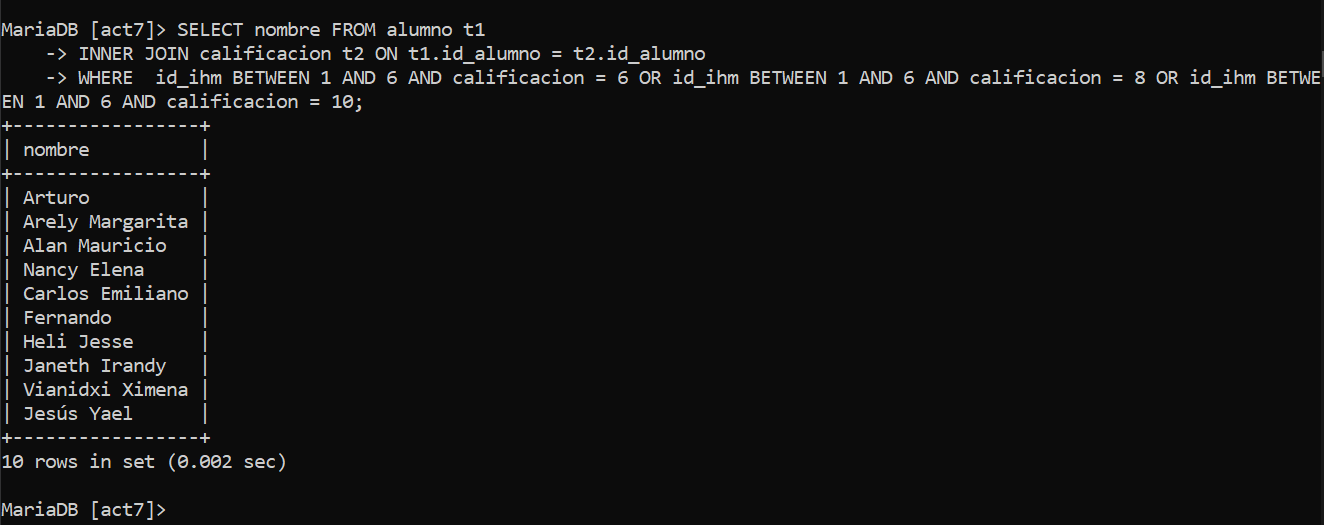 MariaDB [act7]> SELECT nombre FROM alumno t1
    -> INNER JOIN calificacion t2 ON t1.id_alumno = t2.id_alumno
    -> WHERE  id_ihm BETWEEN 1 AND 6 AND calificacion = 6 OR id_ihm BETWEEN 1 AND 6 AND calificacion = 8 OR id_ihm BETWE
EN 1 AND 6 AND calificacion = 10;
+-----------------+
| nombre          |
+-----------------+
| Arturo          |
| Arely Margarita |
| Alan Mauricio   |
| Nancy Elena     |
| Carlos Emiliano |
| Fernando        |
| Heli Jesse      |
| Janeth Irandy   |
| Vianidxi Ximena |
| Jesús Yael      |
+-----------------+
10 rows in set (0.002 sec)

MariaDB [act7]>